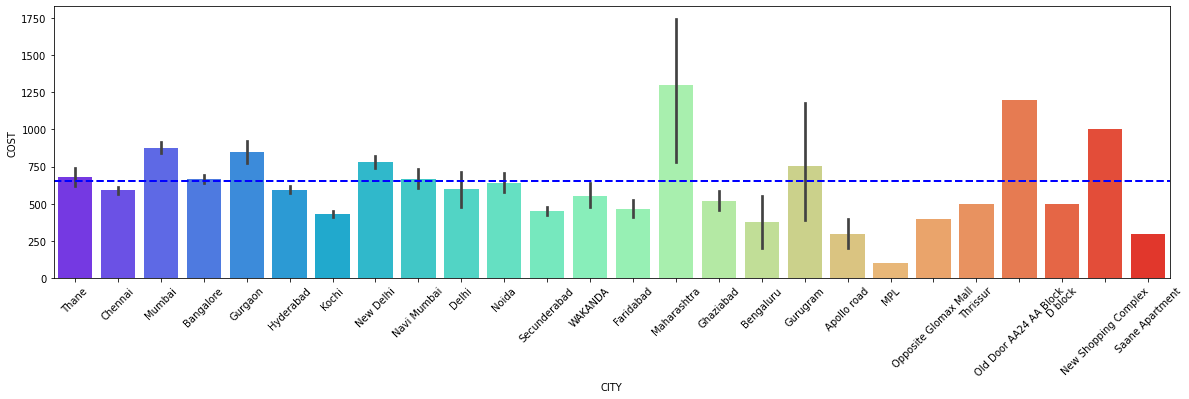 1750
1500
1250
1000
750
500
250
0
COST
Thane
Chennai
Mumbai
Bangalore
Gurgaon
Hyderabad
Kochi
New Delhi
Navi Mumbai
Delhi
Noida
Secunderabad
WAKANDA
Faridabad
Maharashtra
Ghaziabad
Bengaluru
Gurugram
Apollo road
MPL
Opposite Glomax Mall
Thrissur
Old Door AA24 AA Block
D block
New Shopping Complex
Saane Apartment
CITY